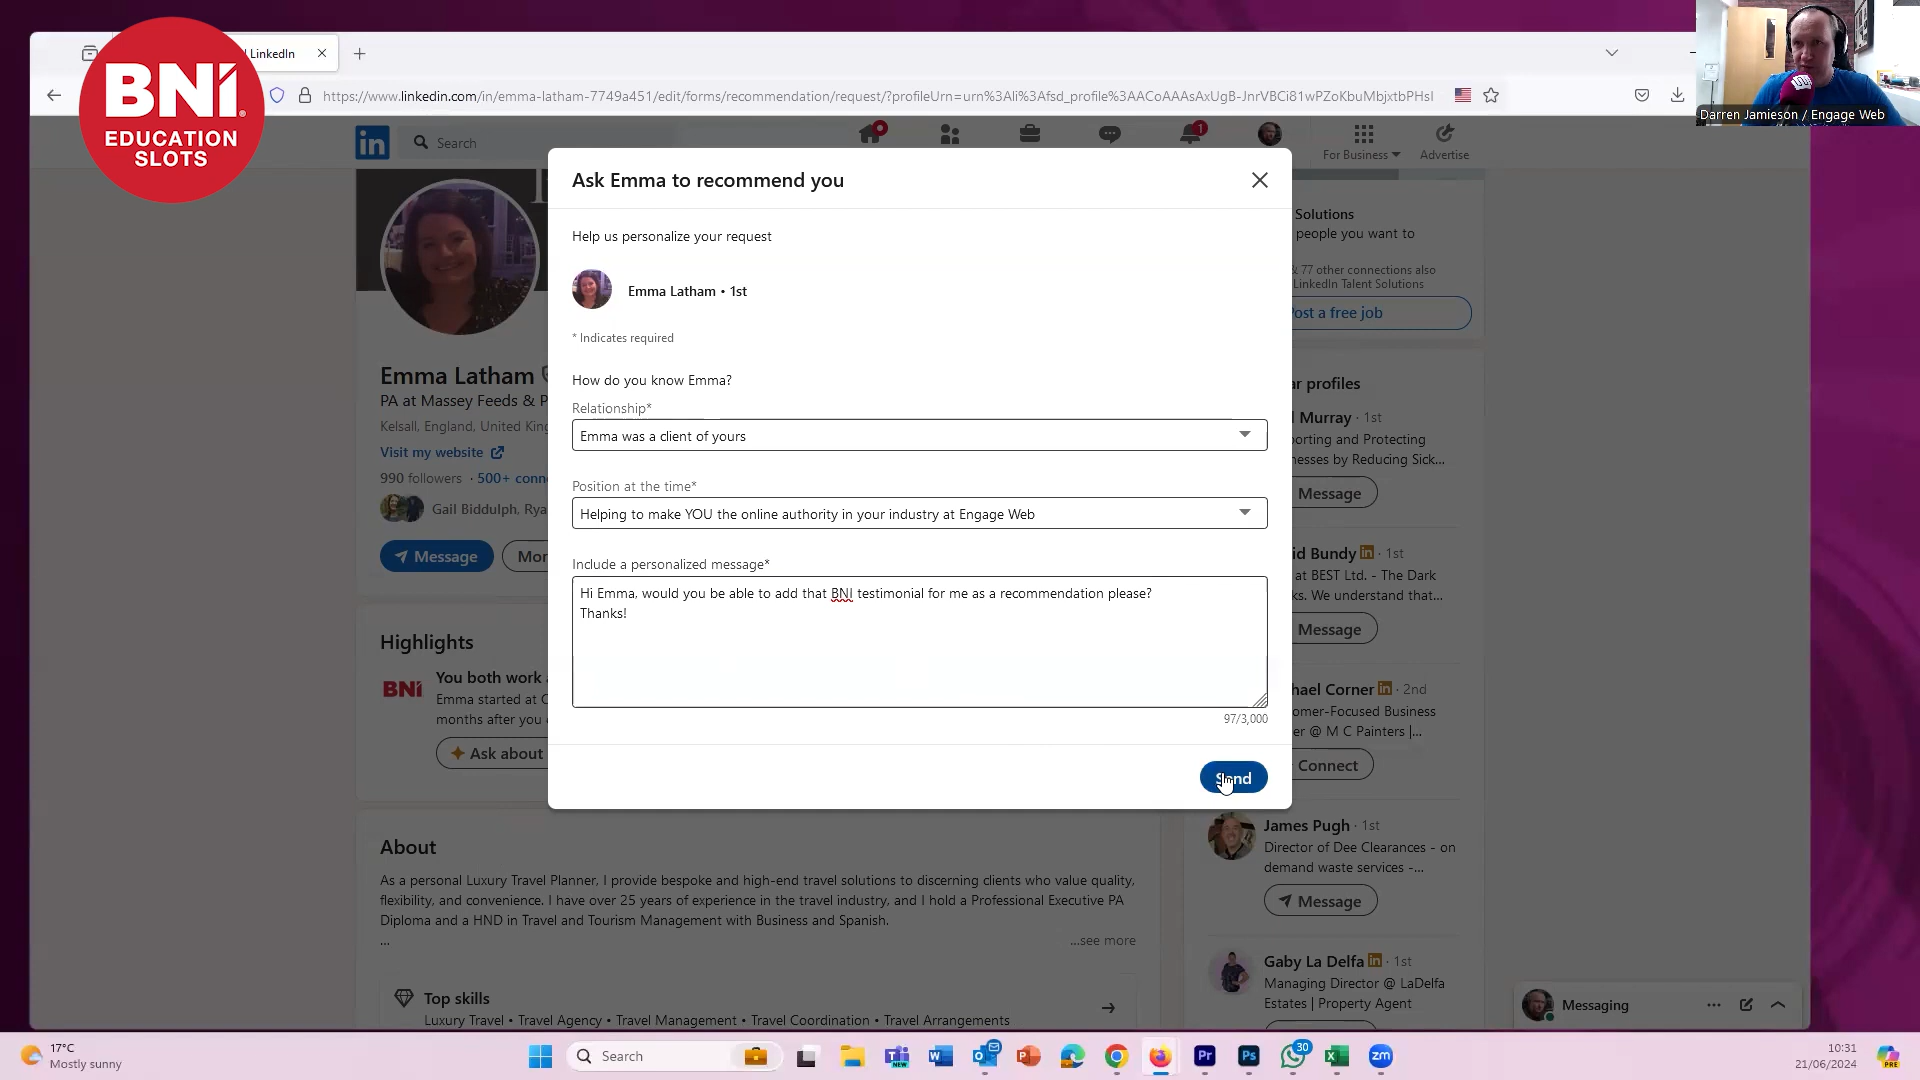 LinkedIn
https://www.linkedin.com/in/emma-latham-7749a451/edit/forms/recommendation/request/?profileUrn=urn%3Ali%3Afsd_profile%3AACoAAAsAxUgB-JnrVBCi81wPZoKbuMbjxtbPHsI
BNI®
EDUCATION
SLOTS
Darren Jamieson / Engage Web
Search
1
For Business
Advertise
Ask Emma to recommend you
Help us personalize your request
Emma Latham • 1st
* Indicates required
How do you know Emma?
Relationship*
Emma was a client of yours
Position at the time*
Helping to make YOU the online authority in your industry at Engage Web
Include a personalized message*
Hi Emma, would you be able to add that BNI testimonial for me as a recommendation please?
Thanks!
97/3,000
Send
Emma Latham
PA at Massey Feeds & P
Kelsall, England, United King
Visit my website
990 followers · 500+ conn
Gail Biddulph, Rya
Message
Mor
Highlights
BNI
You both work
Emma started at C
months after you
Ask about
About
As a personal Luxury Travel Planner, I provide bespoke and high-end travel solutions to discerning clients who value quality,
flexibility, and convenience. I have over 25 years of experience in the travel industry, and I hold a Professional Executive PA
Diploma and a HND in Travel and Tourism Management with Business and Spanish.
...
...see more
Top skills
Luxury Travel • Travel Agency • Travel Management • Travel Coordination • Travel Arrangements
Solutions
people you want to
& 77 other connections also
LinkedIn Talent Solutions
Post a free job
ar profiles
l Murray · 1st
orting and Protecting
nesses by Reducing Sick...
Message
id Bundy in · 1st
at BEST Ltd. - The Dark
ks. We understand that...
Message
hael Corner in · 2nd
omer-Focused Business
er @ M C Painters |...
Connect
James Pugh · 1st
Director of Dee Clearances - on
demand waste services -...
Message
Gaby La Delfa in · 1st
Managing Director @ LaDelfa
Estates | Property Agent
Messaging
17°C
Mostly sunny
Search
NEW
30
10:31
21/06/2024
PRE